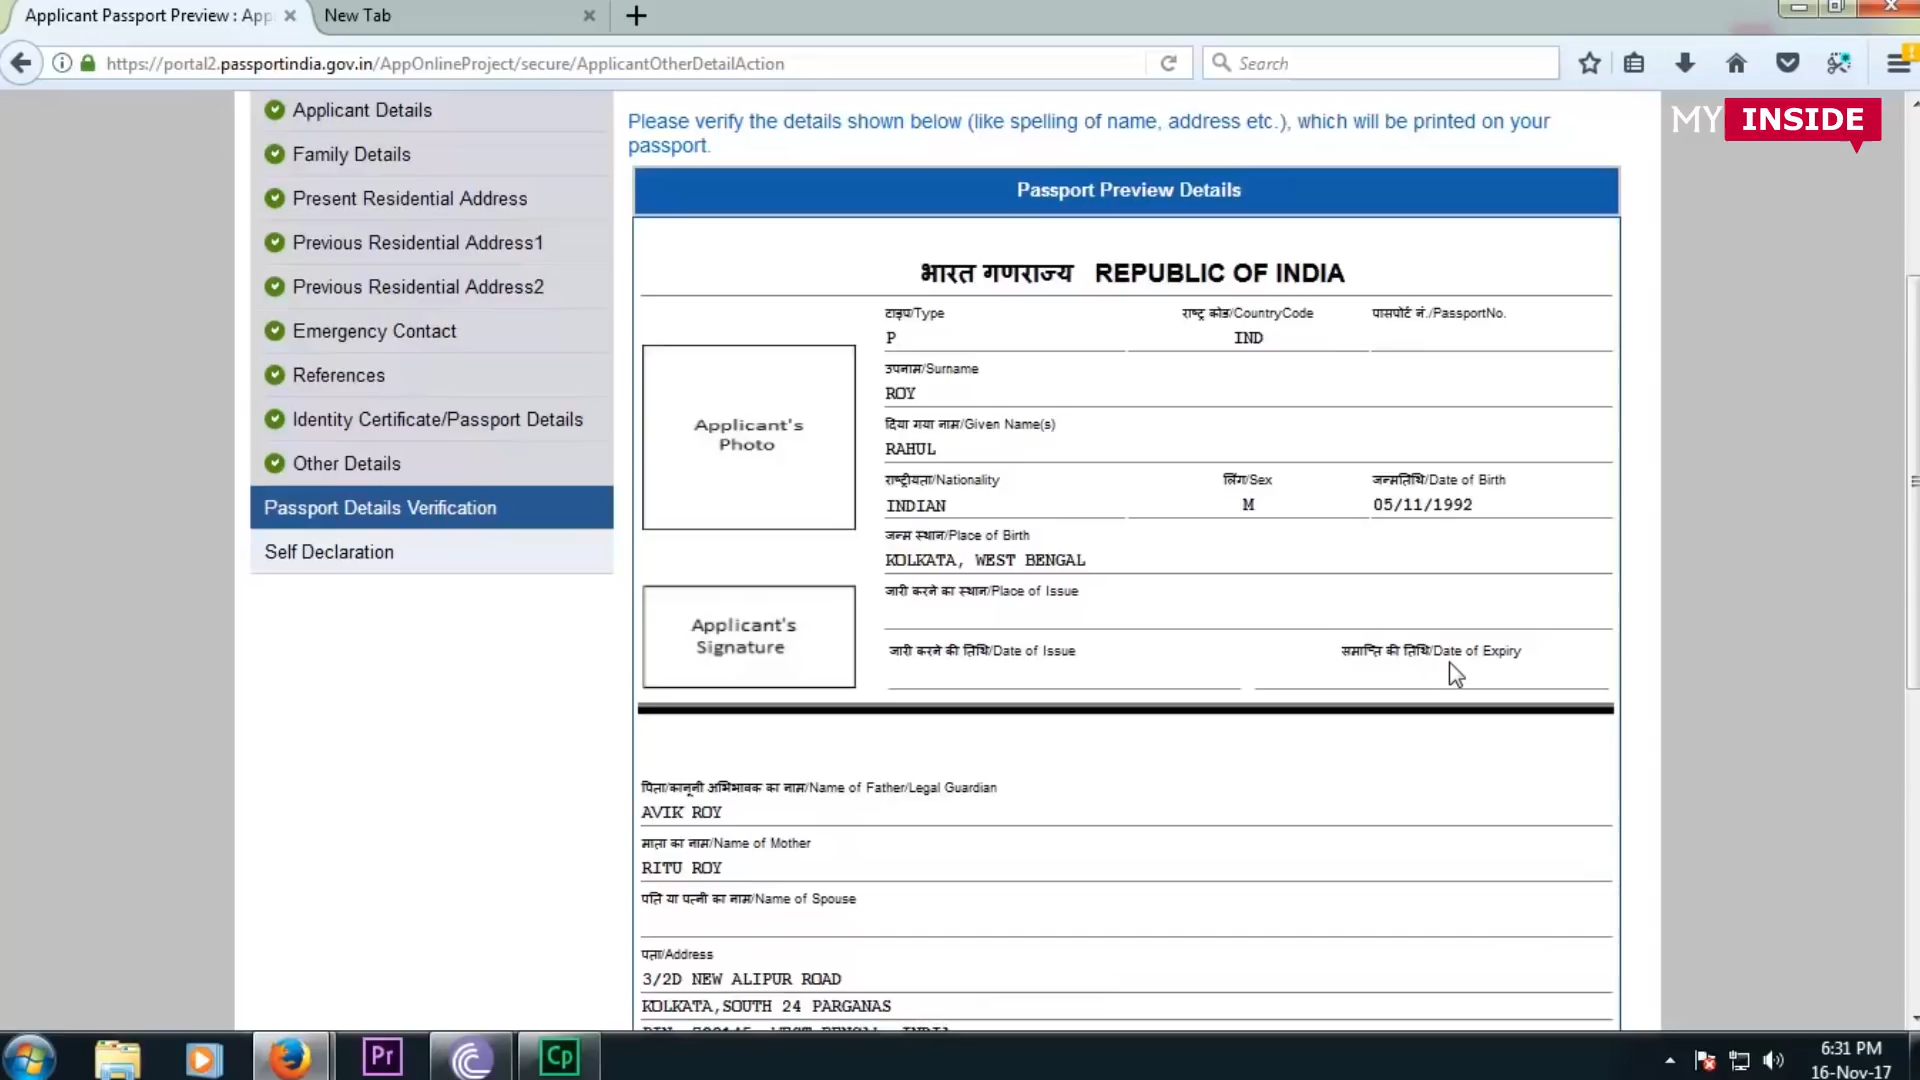 Applicant Passport Preview : App
New Tab
https://portal2.passportindia.gov.in/AppOnlineProject/secure/ApplicantOtherDetailAction
Search
MY INSIDE
Applicant Details
Family Details
Present Residential Address
Previous Residential Address1
Previous Residential Address2
Emergency Contact
References
Identity Certificate/Passport Details
Other Details
Passport Details Verification
Self Declaration
Please verify the details shown below (like spelling of name, address etc.), which will be printed on your
passport.
Passport Preview Details
भारत गणराज्य REPUBLIC OF INDIA
टाइप/Type राष्ट्र कोड/CountryCode पासपोर्ट नं./PassportNo.
P IND
उपनाम/Surname
ROY
दिया गया नाम/Given Name(s)
RAHUL
राष्ट्रीयता/Nationality लिंग/Sex जन्मतिथि/Date of Birth
INDIAN M 05/11/1992
जन्म स्थान/Place of Birth
KOLKATA, WEST BENGAL
जारी करने का स्थान/Place of Issue
जारी करने की तिथि/Date of Issue समाप्ति की तिथि/Date of Expiry
Applicant's
Photo
Applicant's
Signature
पिता/कानूनी अभिभावक का नाम/Name of Father/Legal Guardian
AVIK ROY
माता का नाम/Name of Mother
RITU ROY
पति या पत्नी का नाम/Name of Spouse
पता/Address
3/2D NEW ALIPUR ROAD
KOLKATA,SOUTH 24 PARGANAS
Pr
Cp
6:31 PM
16-Nov-17